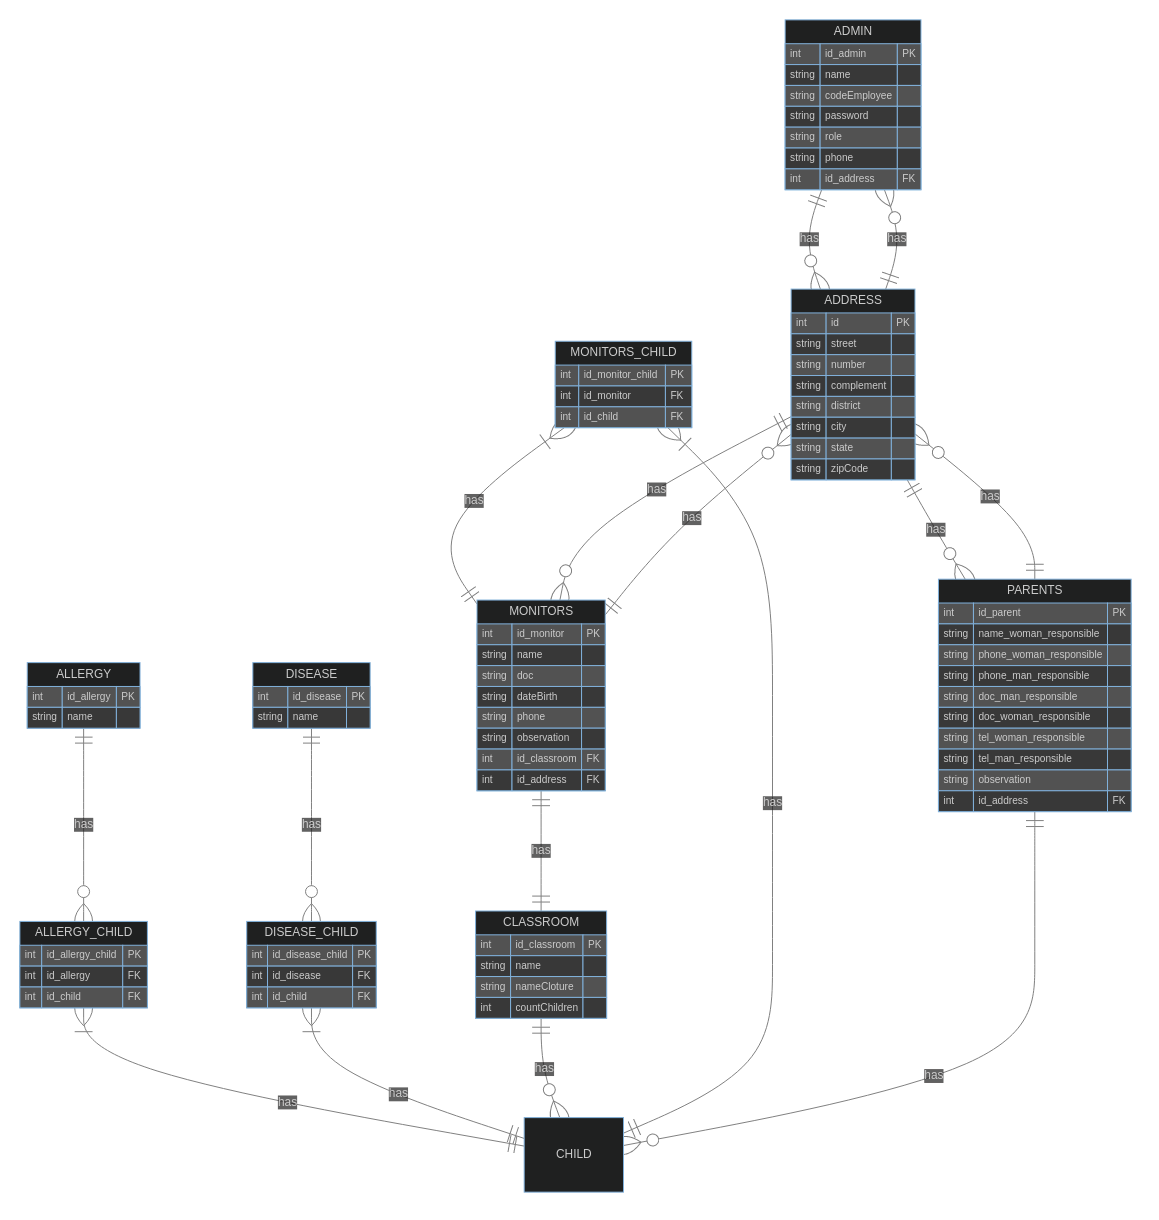 ADMIN
int id_admin PK
string name
string codeEmployee
string password
string role
string phone
int id_address FK
has
has
ADDRESS
int id PK
string street
string number
string complement
string district
string city
string state
string zipCode
MONITORS_CHILD
int id_monitor_child PK
int id_monitor FK
int id_child FK
has
has
has
has
has
MONITORS
int id_monitor PK
string name
string doc
string dateBirth
string phone
string observation
int id_classroom FK
int id_address FK
PARENTS
int id_parent PK
string name_woman_responsible
string phone_woman_responsible
string phone_man_responsible
string doc_man_responsible
string doc_woman_responsible
string tel_woman_responsible
string tel_man_responsible
string observation
int id_address FK
ALLERGY
int id_allergy PK
string name
DISEASE
int id_disease PK
string name
has
has
has
has
ALLERGY_CHILD
int id_allergy_child PK
int id_allergy FK
int id_child FK
DISEASE_CHILD
int id_disease_child PK
int id_disease FK
int id_child FK
CLASSROOM
int id_classroom PK
string name
string nameCloture
int countChildren
has
has
has
has
CHILD